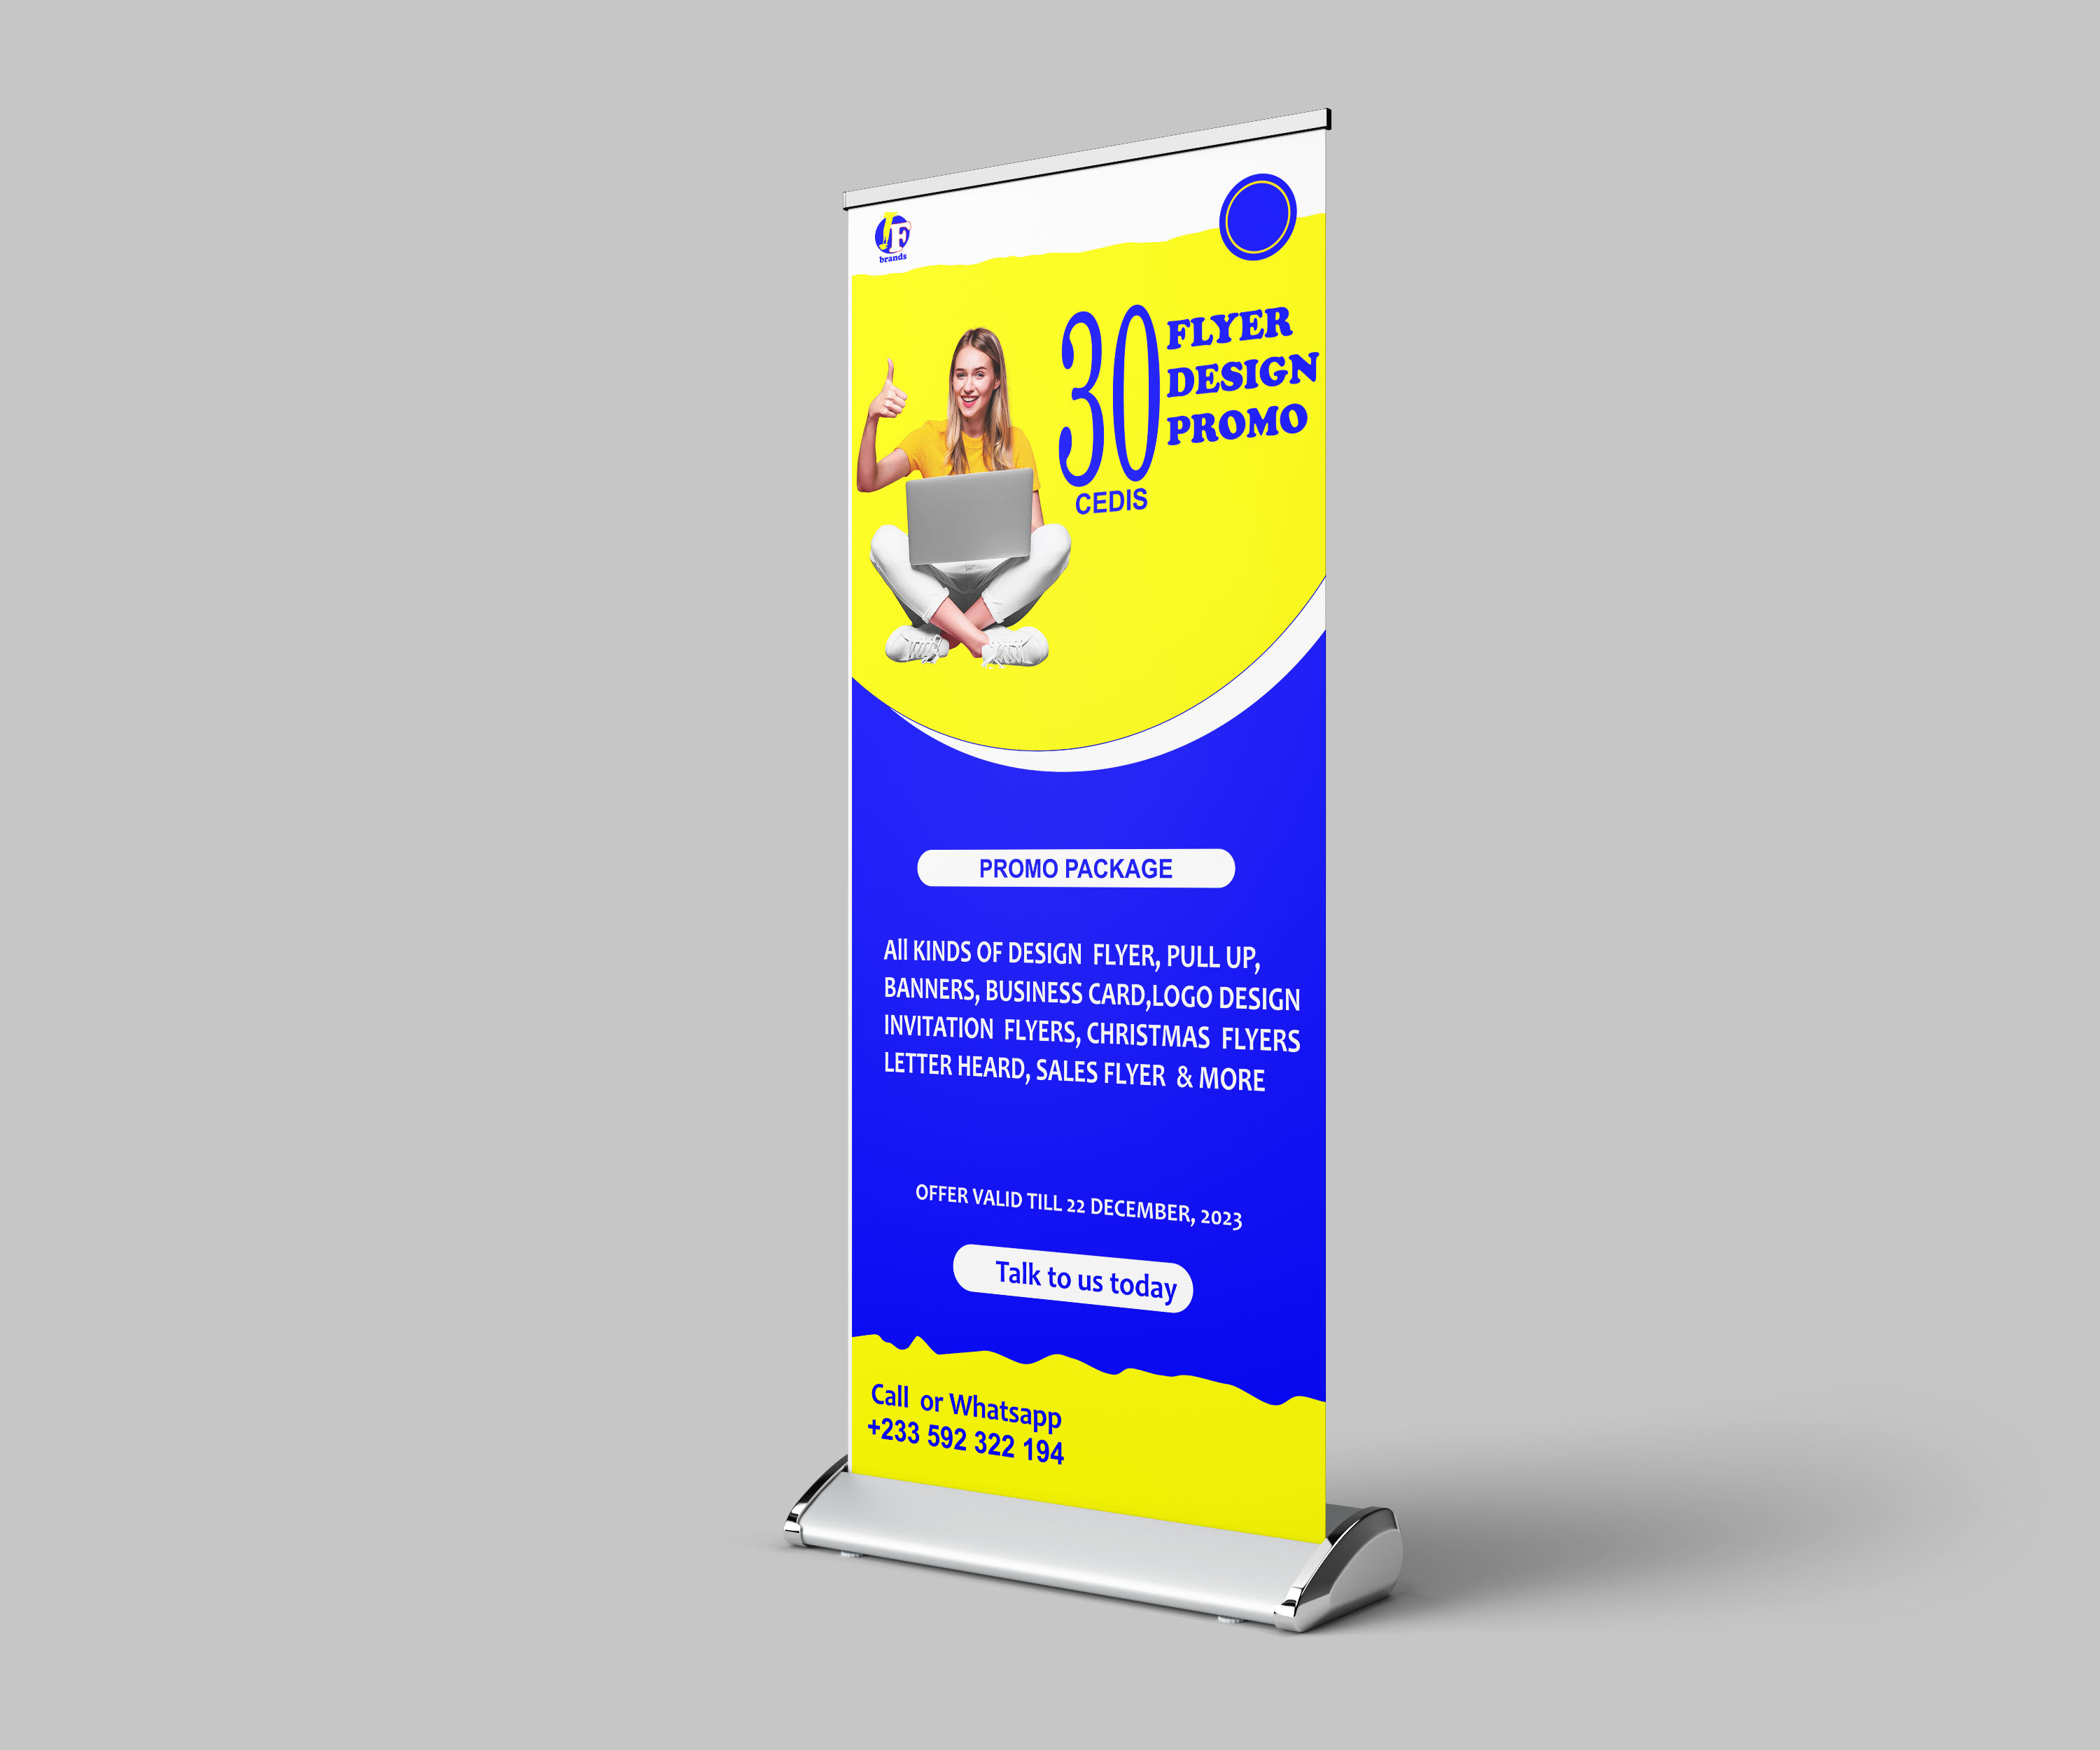 brands
30
CEDIS
FLYER
DESIGN
PROMO
PROMO PACKAGE
All KINDS OF DESIGN FLYER, PULL UP,
BANNERS, BUSINESS CARD,LOGO DESIGN
INVITATION FLYERS, CHRISTMAS FLYERS
LETTER HEARD, SALES FLYER & MORE
OFFER VALID TILL 22 DECEMBER, 2023
Talk to us today
Call or Whatsapp
+233 592 322 194